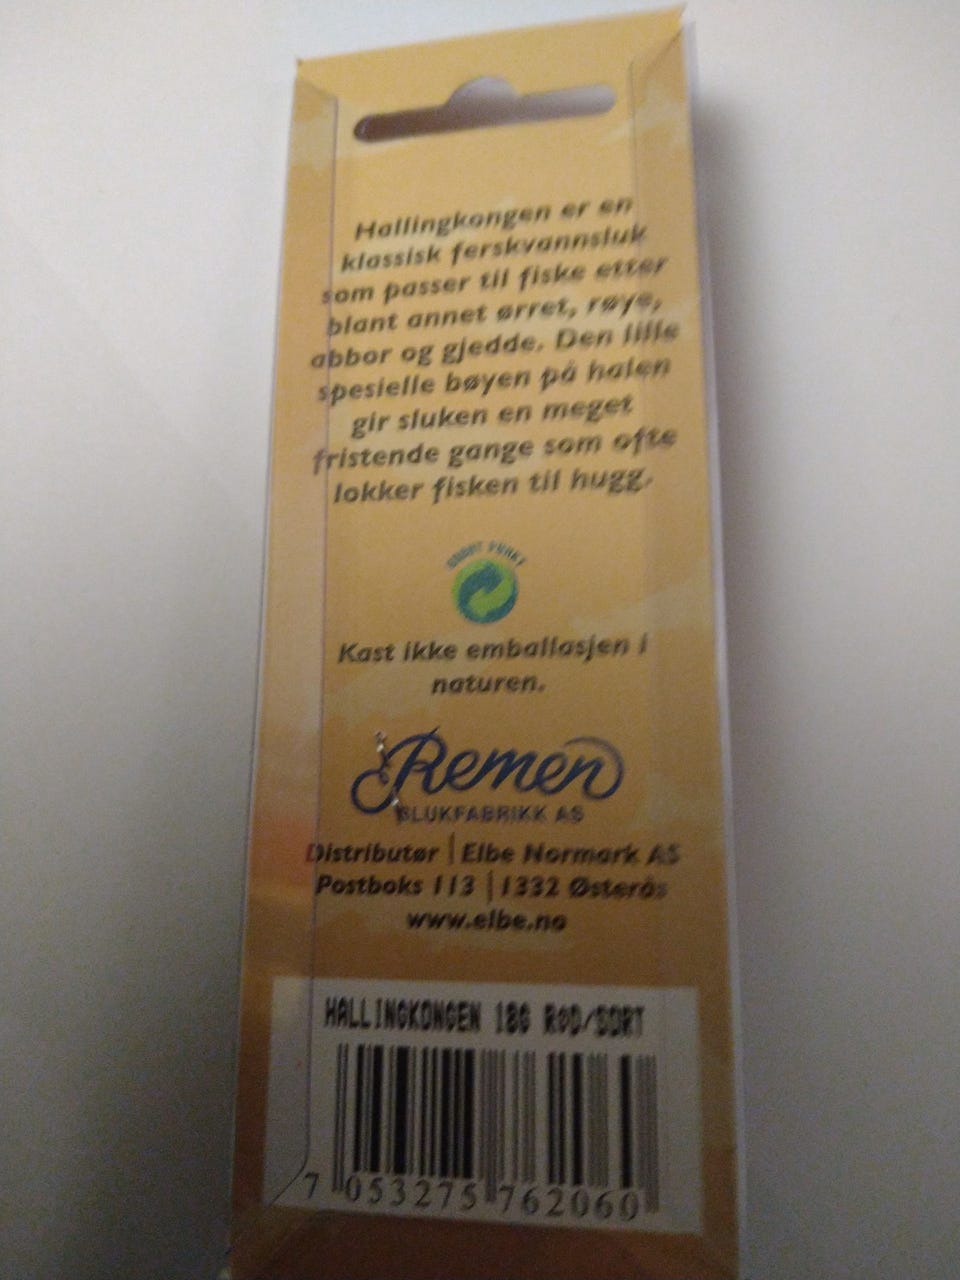 Hallingkongen er en
klassisk ferskvannsluk
som passer til fiske etter
blant annet ørret, røye,
abbor og gjedde. Den lille
spesielle bøyen på halen
gir sluken en meget
fristende gange som ofte
lokker fisken til hugg.
GRØNT PUNKT
Kast ikke emballasjen i
naturen.
Remen
SLUKFABRIKK AS
Distributør | Elbe Normark AS
Postboks 113 | 1332 Østerås
www.elbe.no
HALLINGKONGEN 18G RØD/SORT
7 053275 762060